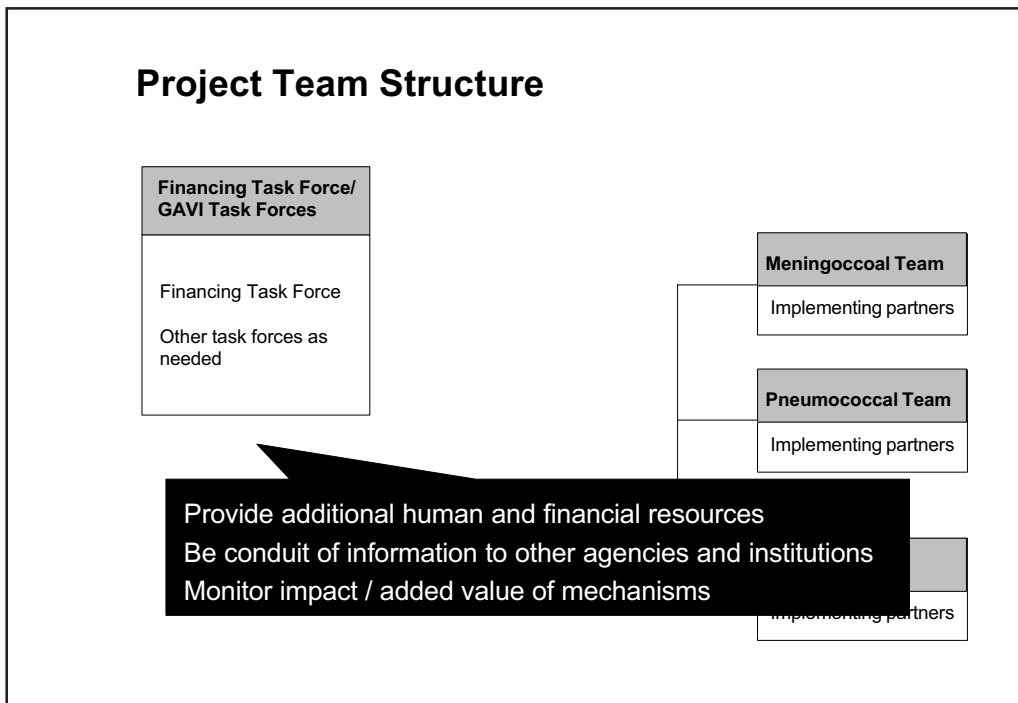 Project Team Structure
Financing Task Force/
GAVI Task Forces
Financing Task Force
Other task forces as
needed
Meningoccoal Team
Implementing partners
Pneumococcal Team
Implementing partners
Provide additional human and financial resources
Be conduit of information to other agencies and institutions
Monitor impact / added value of mechanisms
Implementing partners